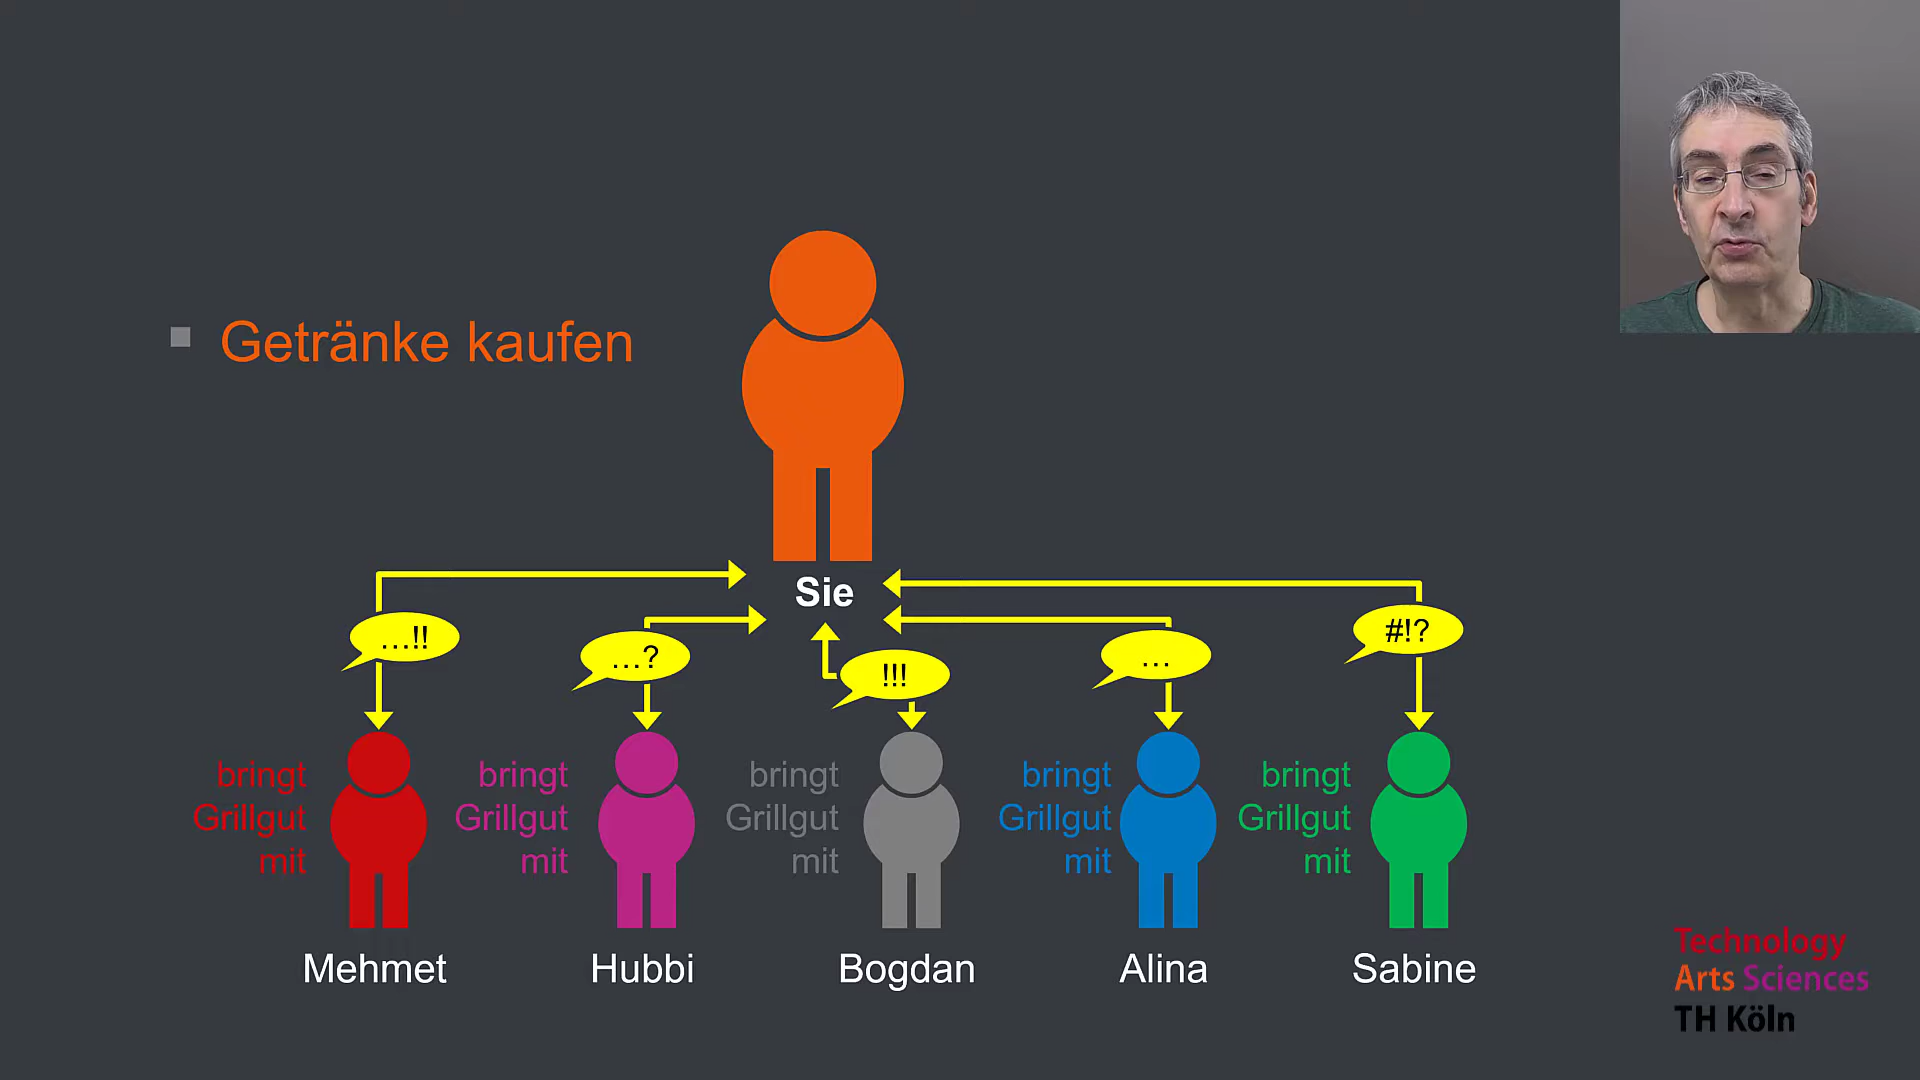 Getränke kaufen
Sie
…!!
…?
!!!
…
#!?
bringt
Grillgut
mit
bringt
Grillgut
mit
bringt
Grillgut
mit
bringt
Grillgut
mit
bringt
Grillgut
mit
Mehmet
Hubbi
Bogdan
Alina
Sabine
Technology
Arts Sciences
TH Köln